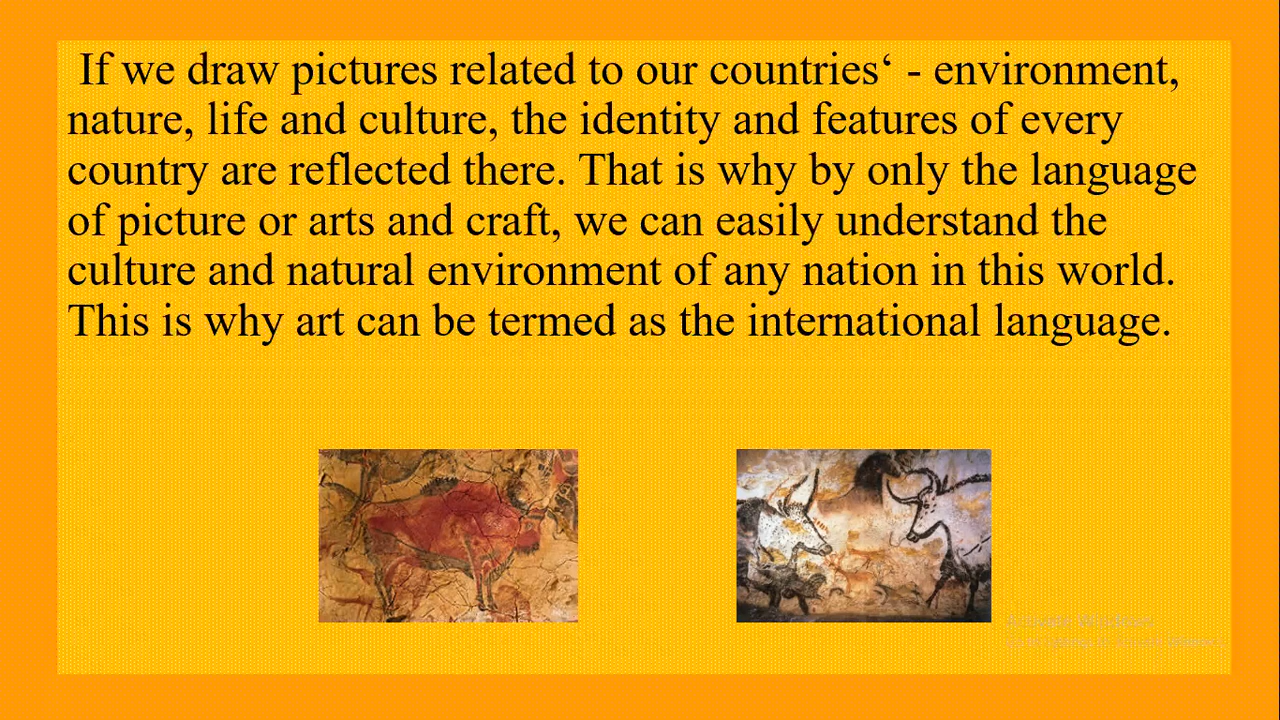 If we draw pictures related to our countries‘ - environment,
nature, life and culture, the identity and features of every
country are reflected there. That is why by only the language
of picture or arts and craft, we can easily understand the
culture and natural environment of any nation in this world.
This is why art can be termed as the international language.
Activate Windows